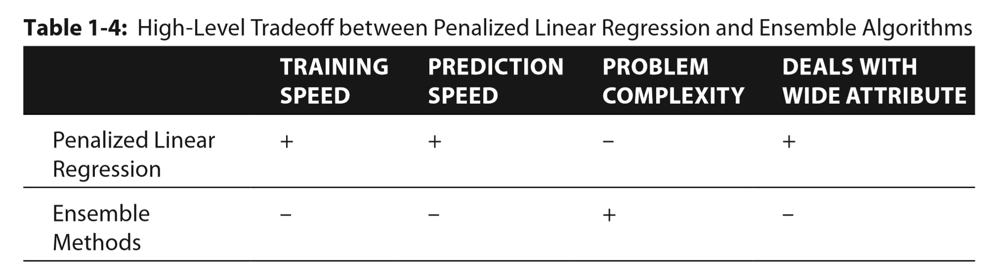 Table 1-4: High-Level Tradeoff between Penalized Linear Regression and Ensemble Algorithms
TRAINING SPEED PREDICTION SPEED PROBLEM COMPLEXITY DEALS WITH WIDE ATTRIBUTE
Penalized Linear Regression + + – +
Ensemble Methods – – + –